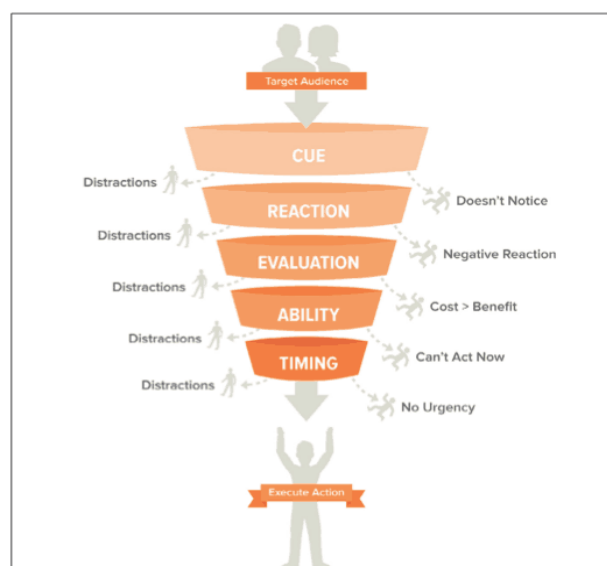 Target Audience
CUE
Distractions
Doesn't Notice
REACTION
Distractions
Negative Reaction
EVALUATION
Distractions
Cost > Benefit
ABILITY
Distractions
Can't Act Now
TIMING
Distractions
No Urgency
Execute Action